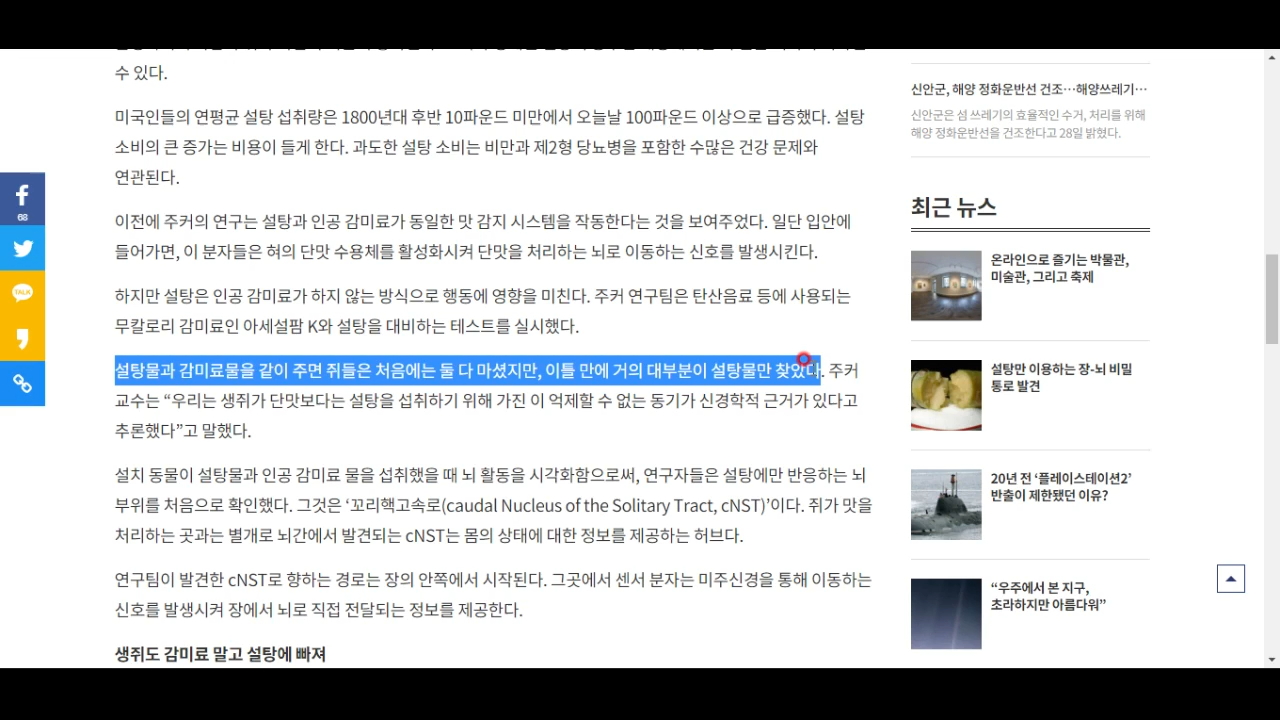 수 있다.
미국인들의 연평균 설탕 섭취량은 1800년대 후반 10파운드 미만에서 오늘날 100파운드 이상으로 급증했다. 설탕
소비의 큰 증가는 비용이 들게 한다. 과도한 설탕 소비는 비만과 제2형 당뇨병을 포함한 수많은 건강 문제와
연관된다.
이전에 주커의 연구는 설탕과 인공 감미료가 동일한 맛 감지 시스템을 작동한다는 것을 보여주었다. 일단 입안에
들어가면, 이 분자들은 혀의 단맛 수용체를 활성화시켜 단맛을 처리하는 뇌로 이동하는 신호를 발생시킨다.
하지만 설탕은 인공 감미료가 하지 않는 방식으로 행동에 영향을 미친다. 주커 연구팀은 탄산음료 등에 사용되는
무칼로리 감미료인 아세설팜 K와 설탕을 대비하는 테스트를 실시했다.
설탕물과 감미료물을 같이 주면 쥐들은 처음에는 둘 다 마셨지만, 이틀 만에 거의 대부분이 설탕물만 찾았다. 주커
교수는 “우리는 생쥐가 단맛보다는 설탕을 섭취하기 위해 가진 이 억제할 수 없는 동기가 신경학적 근거가 있다고
추론했다”고 말했다.
설치 동물이 설탕물과 인공 감미료 물을 섭취했을 때 뇌 활동을 시각화함으로써, 연구자들은 설탕에만 반응하는 뇌
부위를 처음으로 확인했다. 그것은 ‘꼬리핵고속로(caudal Nucleus of the Solitary Tract, cNST)’이다. 쥐가 맛을
처리하는 곳과는 별개로 뇌간에서 발견되는 cNST는 몸의 상태에 대한 정보를 제공하는 허브다.
연구팀이 발견한 cNST로 향하는 경로는 장의 안쪽에서 시작된다. 그곳에서 센서 분자는 미주신경을 통해 이동하는
신호를 발생시켜 장에서 뇌로 직접 전달되는 정보를 제공한다.
생쥐도 감미료 말고 설탕에 빠져
68
TALK
신안군, 해양 정화운반선 건조…해양쓰레기…
신안군은 섬 쓰레기의 효율적인 수거, 처리를 위해
해양 정화운반선을 건조한다고 28일 밝혔다.
최근 뉴스
온라인으로 즐기는 박물관,
미술관, 그리고 축제
설탕만 이용하는 장-뇌 비밀
통로 발견
20년 전 ‘플레이스테이션2’
반출이 제한됐던 이유?
“우주에서 본 지구,
초라하지만 아름다워”